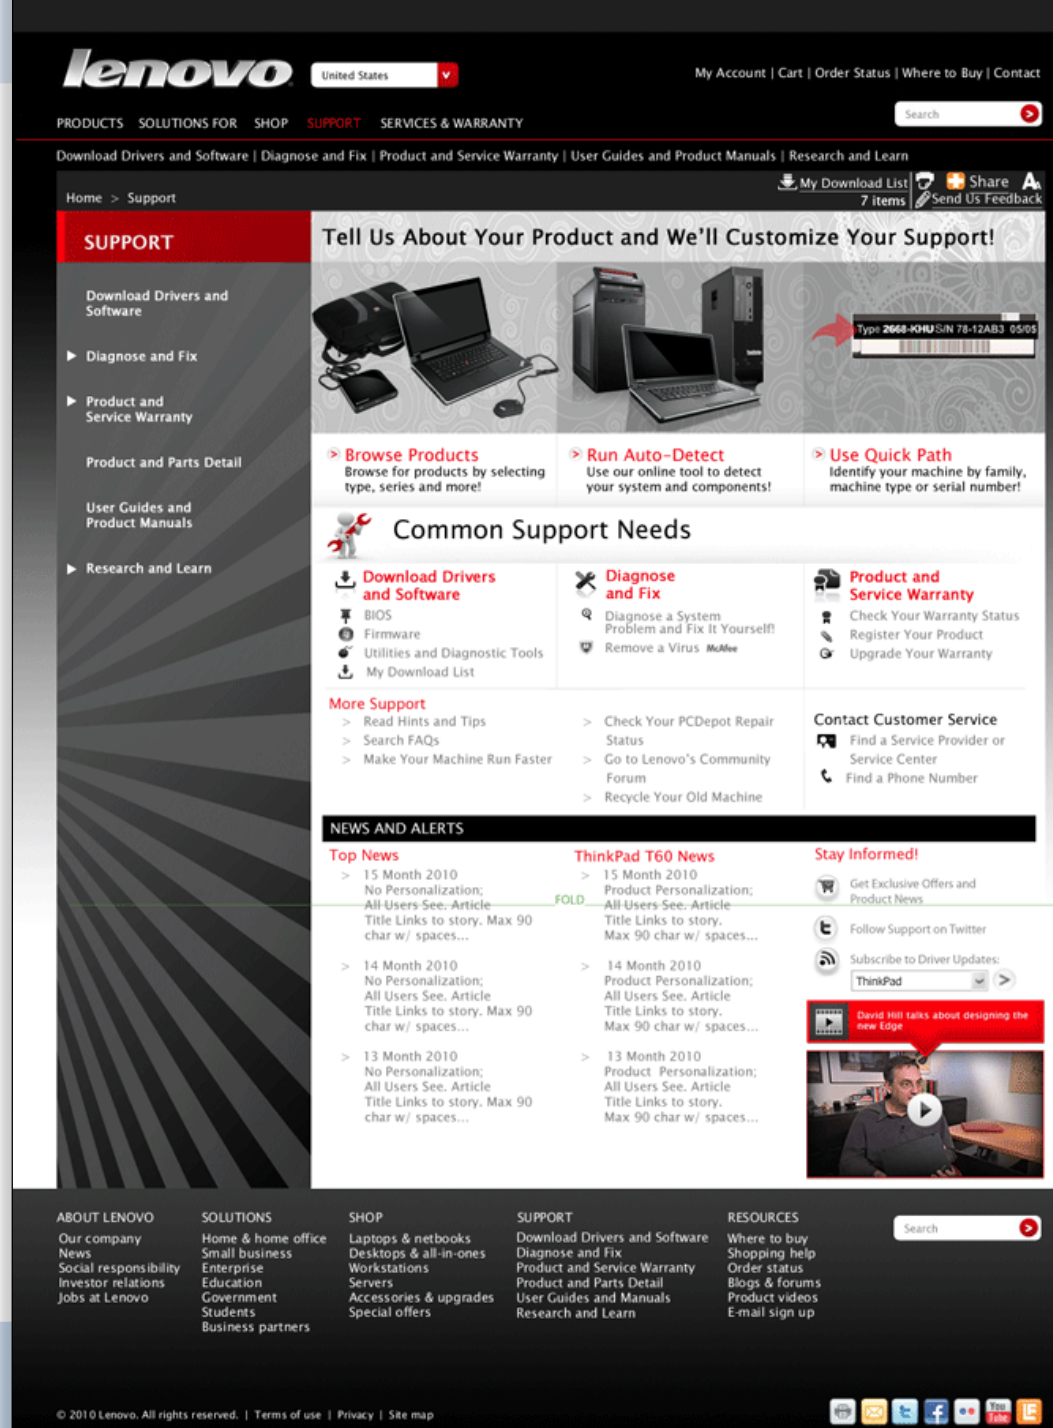 lenovo
United States
My Account | Cart | Order Status | Where to Buy | Contact
PRODUCTS SOLUTIONS FOR SHOP SUPPORT SERVICES & WARRANTY
Search
Download Drivers and Software | Diagnose and Fix | Product and Service Warranty | User Guides and Product Manuals | Research and Learn
Home > Support
My Download List
7 items
Share
Send Us Feedback
SUPPORT
Download Drivers and
Software
Diagnose and Fix
Product and
Service Warranty
Product and Parts Detail
User Guides and
Product Manuals
Research and Learn
Tell Us About Your Product and We'll Customize Your Support!
Type 2668-KHU S/N 78-12AB3 05/05
Browse Products
Browse for products by selecting
type, series and more!
Run Auto-Detect
Use our online tool to detect
your system and components!
Use Quick Path
Identify your machine by family,
machine type or serial number!
Common Support Needs
Download Drivers
and Software
BIOS
Firmware
Utilities and Diagnostic Tools
My Download List
Diagnose
and Fix
Diagnose a System
Problem and Fix It Yourself!
Remove a Virus McAfee
Product and
Service Warranty
Check Your Warranty Status
Register Your Product
Upgrade Your Warranty
More Support
> Read Hints and Tips
> Search FAQs
> Make Your Machine Run Faster
> Check Your PCDepot Repair
Status
> Go to Lenovo's Community
Forum
> Recycle Your Old Machine
Contact Customer Service
Find a Service Provider or
Service Center
Find a Phone Number
NEWS AND ALERTS
Top News
> 15 Month 2010
No Personalization;
All Users See. Article
Title Links to story. Max 90
char w/ spaces...
> 14 Month 2010
No Personalization;
All Users See. Article
Title Links to story. Max 90
char w/ spaces...
> 13 Month 2010
No Personalization;
All Users See. Article
Title Links to story. Max 90
char w/ spaces...
FOLD
ThinkPad T60 News
> 15 Month 2010
Product Personalization;
All Users See. Article
Title Links to story.
Max 90 char w/ spaces...
> 14 Month 2010
Product Personalization;
All Users See. Article
Title Links to story.
Max 90 char w/ spaces...
> 13 Month 2010
Product Personalization;
All Users See. Article
Title Links to story.
Max 90 char w/ spaces...
Stay Informed!
Get Exclusive Offers and
Product News
Follow Support on Twitter
Subscribe to Driver Updates:
ThinkPad
David Hill talks about designing the
new Edge
ABOUT LENOVO
Our company
News
Social responsibility
Investor relations
Jobs at Lenovo
SOLUTIONS
Home & home office
Small business
Enterprise
Education
Government
Students
Business partners
SHOP
Laptops & netbooks
Desktops & all-in-ones
Workstations
Servers
Accessories & upgrades
Special offers
SUPPORT
Download Drivers and Software
Diagnose and Fix
Product and Service Warranty
Product and Parts Detail
User Guides and Manuals
Research and Learn
RESOURCES
Where to buy
Shopping help
Order status
Blogs & forums
Product videos
E-mail sign up
Search
© 2010 Lenovo. All rights reserved. | Terms of use | Privacy | Site map
You Tube